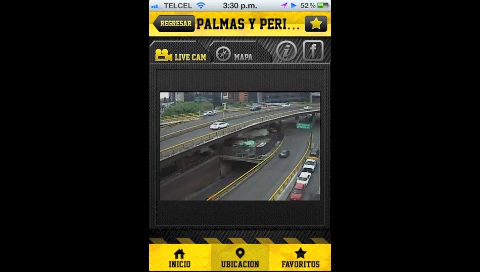 TELCEL 3:30 p.m. 52%
REGRESAR PALMAS Y PERI...
LIVE CAM MAPA
INICIO UBICACION FAVORITOS